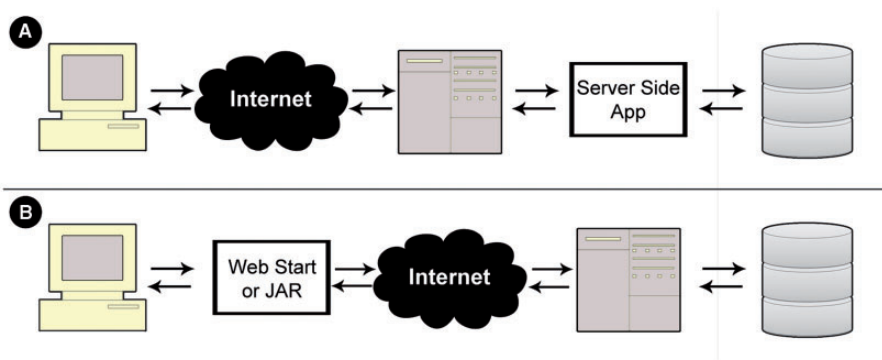 A
Internet
Server Side
App
B
Web Start
or JAR
Internet